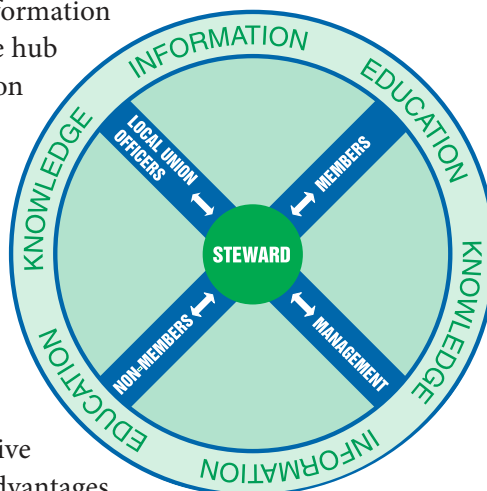 formation
e hub
on
INFORMATION
EDUCATION
KNOWLEDGE
INFORMATION
EDUCATION
KNOWLEDGE
LOCAL UNION
OFFICERS
MEMBERS
STEWARD
NON-MEMBERS
MANAGEMENT
ive
dvantages